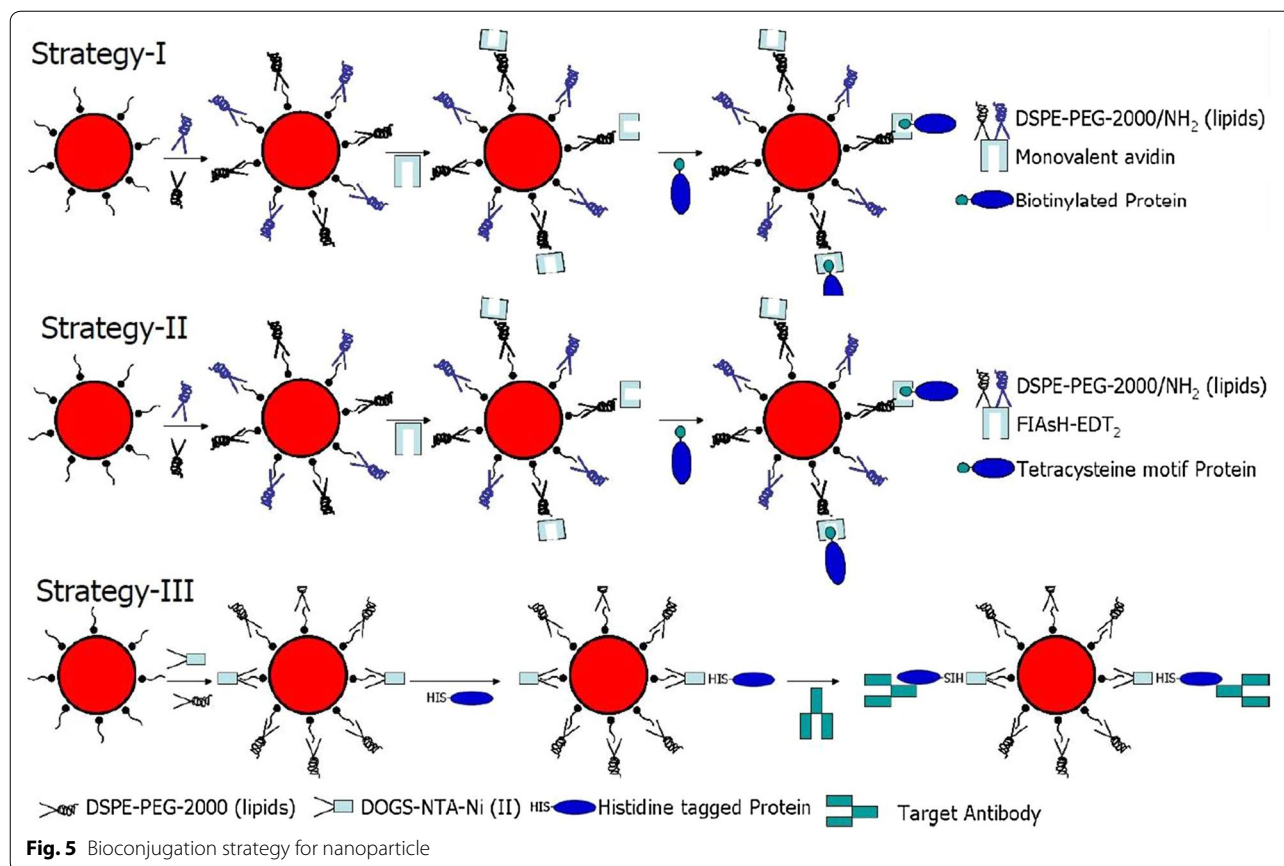 Strategy-I
DSPE-PEG-2000/NH2 (lipids)
Monovalent avidin
Biotinylated Protein
Strategy-II
DSPE-PEG-2000/NH2 (lipids)
FlAsH-EDT2
Tetracysteine motif Protein
Strategy-III
HIS
HIS
SIH
HIS
DSPE-PEG-2000 (lipids)
DOGS-NTA-Ni (II)
HIS
Histidine tagged Protein
Target Antibody
Fig. 5 Bioconjugation strategy for nanoparticle